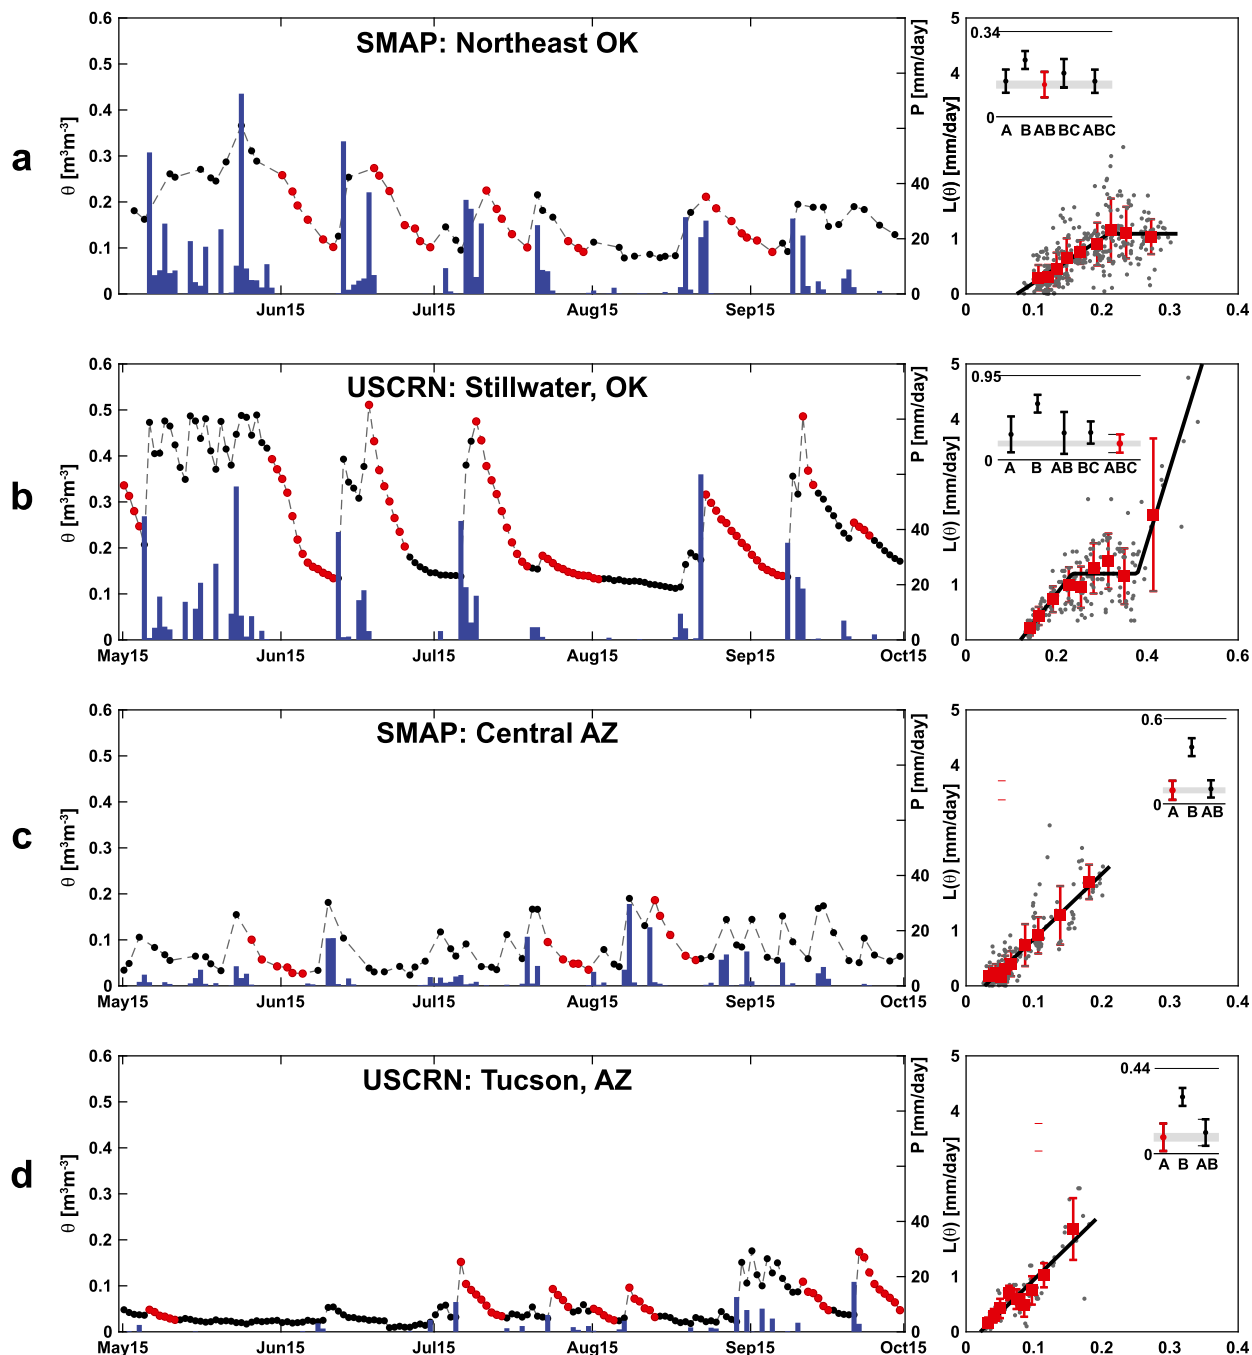 a
SMAP: Northeast OK
θ [m³m⁻³]
0.6
0.5
0.4
0.3
0.2
0.1
0
Jun15
Jul15
Aug15
Sep15
P [mm/day]
40
20
0
L(θ) [mm/day]
5
4
1
0
0 0.1 0.2 0.3 0.4
0.34
0
A B AB BC ABC
b
USCRN: Stillwater, OK
θ [m³m⁻³]
0.6
0.5
0.4
0.3
0.2
0.1
0
May15 Jun15 Jul15 Aug15 Sep15 Oct15
P [mm/day]
40
20
0
L(θ) [mm/day]
5
4
1
0
0 0.2 0.4 0.6
0.95
0
A B AB BC ABC
c
SMAP: Central AZ
θ [m³m⁻³]
0.6
0.5
0.4
0.3
0.2
0.1
0
May15 Jun15 Jul15 Aug15 Sep15 Oct15
P [mm/day]
40
20
0
L(θ) [mm/day]
5
4
1
0
0 0.1 0.2 0.3 0.4
0.6
0
A B AB
d
USCRN: Tucson, AZ
θ [m³m⁻³]
0.6
0.5
0.4
0.3
0.2
0.1
0
May15 Jun15 Jul15 Aug15 Sep15 Oct15
P [mm/day]
40
20
0
L(θ) [mm/day]
5
4
1
0
0 0.1 0.2 0.3 0.4
0.44
0
A B AB